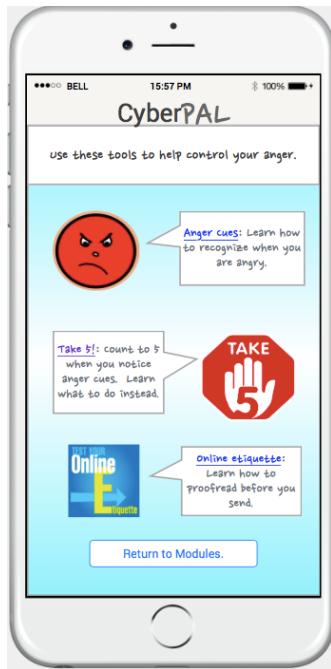 BELL 15:57 PM 100%
CyberPAL
Use these tools to help control your anger.
Anger cues: Learn how
to recognize when you
are angry.
Take 5!: Count to 5
when you notice
anger cues. Learn
what to do instead.
TAKE
5
TEST YOUR
Online
Etiquette
Online etiquette:
Learn how to
proofread before you
send.
Return to Modules.